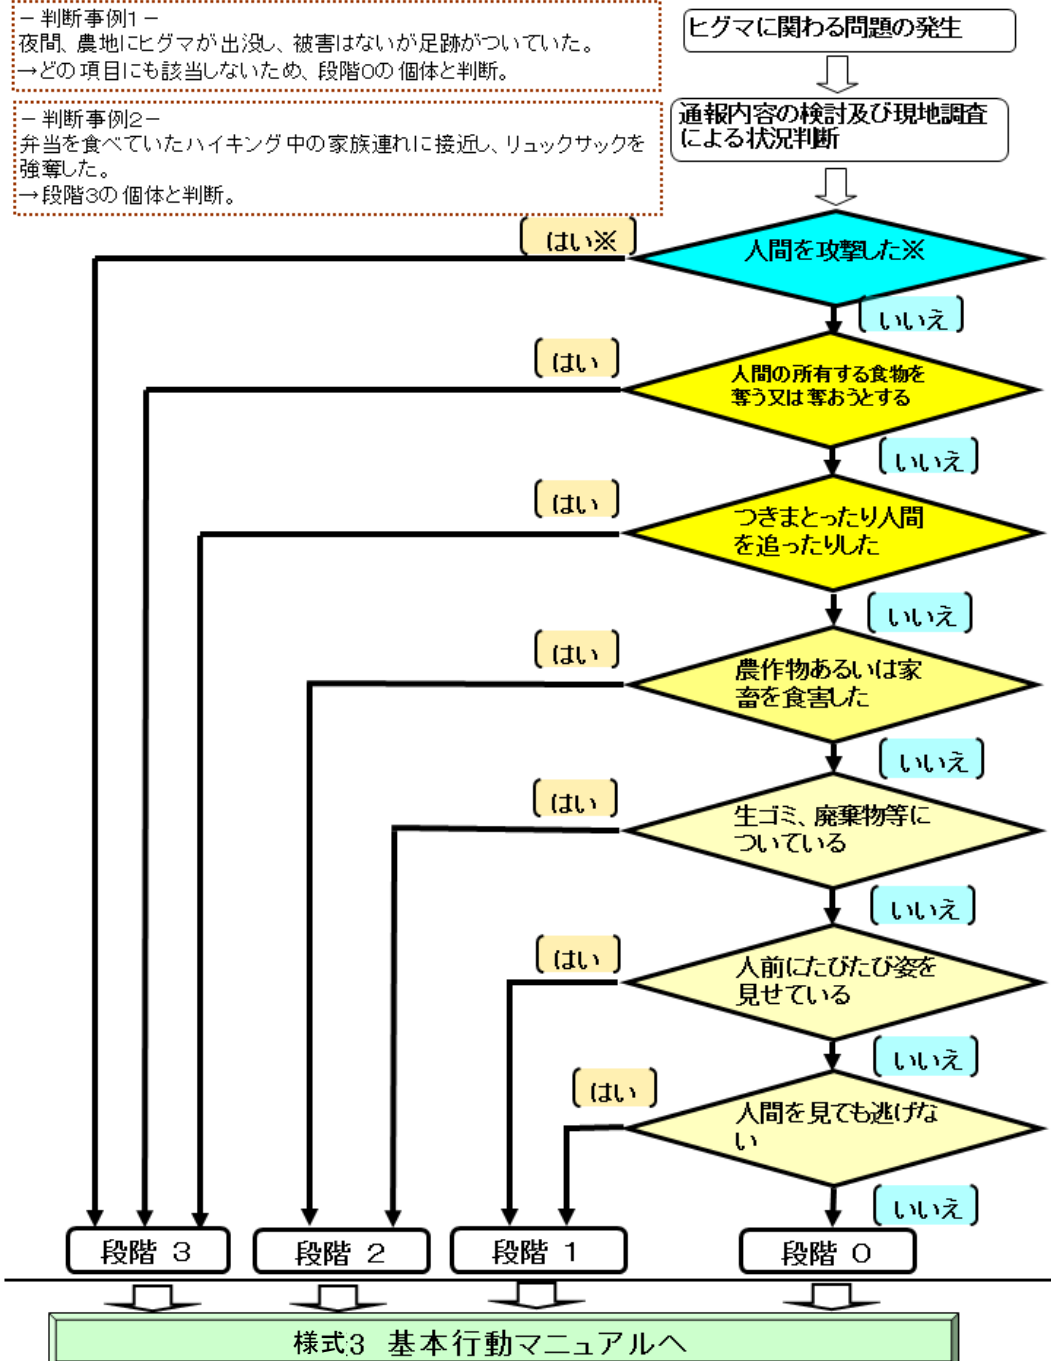 －判断事例1－
夜間、農地にヒグマが出没し、被害はないが足跡がついていた。
→どの項目にも該当しないため、段階0の個体と判断。
－判断事例2－
弁当を食べていたハイキング中の家族連れに接近し、リュックサックを
強奪した。
→段階3の個体と判断。
ヒグマに関わる問題の発生
通報内容の検討及び現地調査
による状況判断
人間を攻撃した※
はい※
いいえ
人間の所有する食物を
奪う又は奪おうとする
はい
いいえ
つきまとったり人間
を追ったりした
はい
いいえ
農作物あるいは家
畜を食害した
はい
いいえ
生ゴミ、廃棄物等に
ついている
はい
いいえ
人前にたびたび姿を
見せている
はい
いいえ
人間を見ても逃げな
い
はい
いいえ
段階 3
段階 2
段階 1
段階 0
様式3 基本行動マニュアルへ